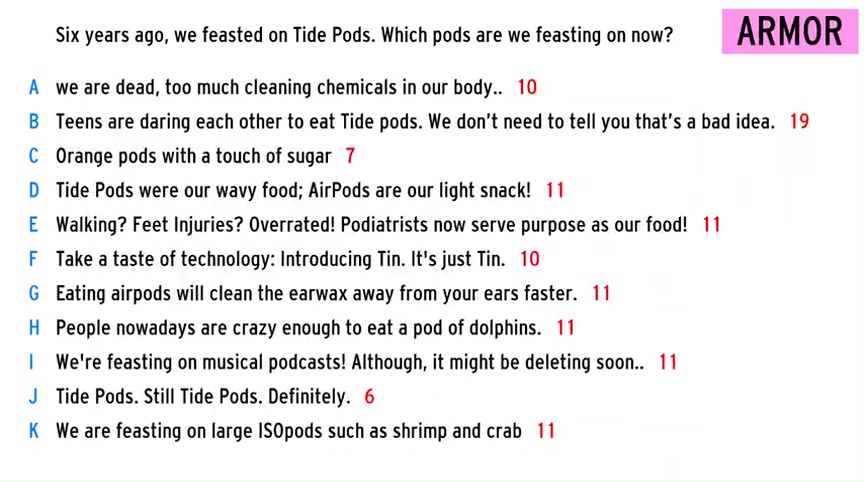 Six years ago, we feasted on Tide Pods. Which pods are we feasting on now?
ARMOR
A we are dead, too much cleaning chemicals in our body.. 10
B Teens are daring each other to eat Tide pods. We don't need to tell you that's a bad idea. 19
C Orange pods with a touch of sugar 7
D Tide Pods were our wavy food; AirPods are our light snack! 11
E Walking? Feet Injuries? Overrated! Podiatrists now serve purpose as our food! 11
F Take a taste of technology: Introducing Tin. It's just Tin. 10
G Eating airpods will clean the earwax away from your ears faster. 11
H People nowadays are crazy enough to eat a pod of dolphins. 11
I We're feasting on musical podcasts! Although, it might be deleting soon.. 11
J Tide Pods. Still Tide Pods. Definitely. 6
K We are feasting on large ISOpods such as shrimp and crab 11